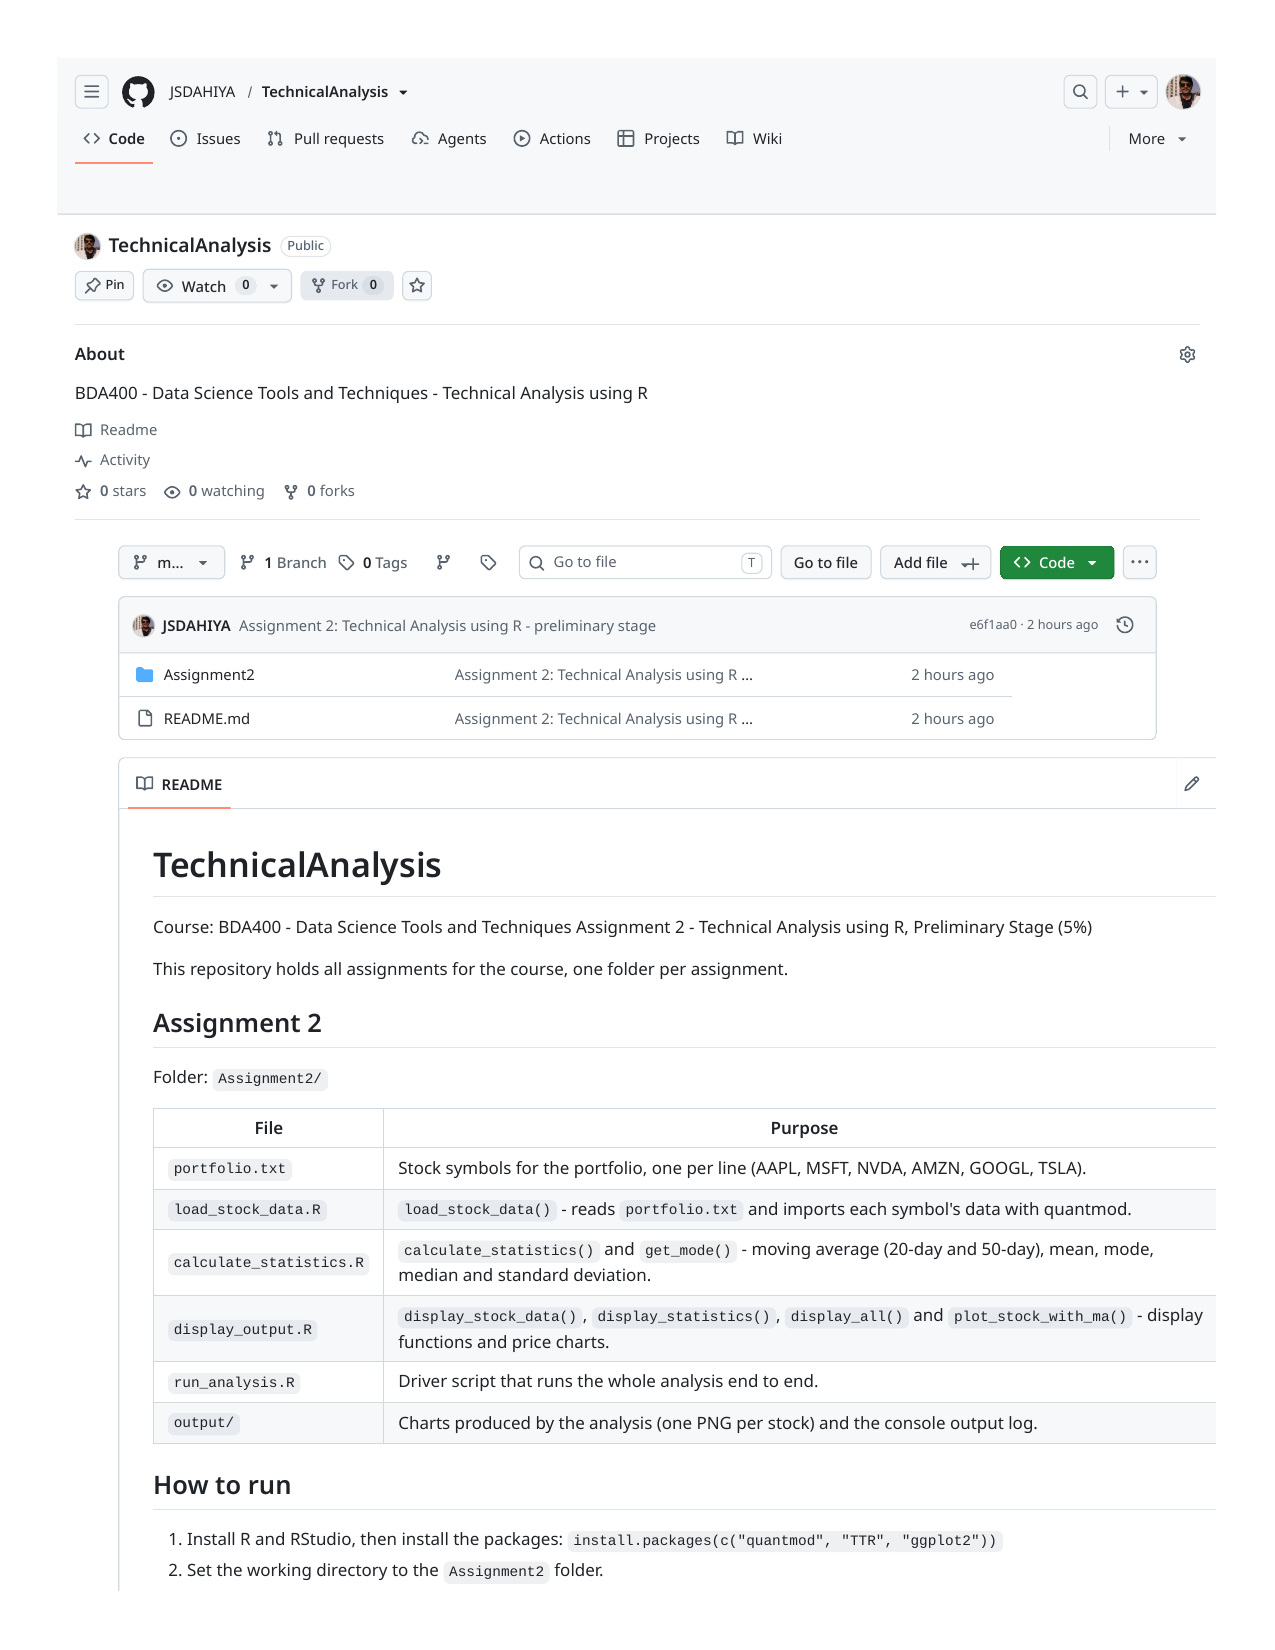 JSDAHIYA / TechnicalAnalysis
Code Issues Pull requests Agents Actions Projects Wiki More
TechnicalAnalysis Public
Pin Watch 0 Fork 0
About
BDA400 - Data Science Tools and Techniques - Technical Analysis using R
Readme
Activity
0 stars 0 watching 0 forks
m... 1 Branch 0 Tags Go to file T Go to file Add file Code
JSDAHIYA Assignment 2: Technical Analysis using R - preliminary stage e6f1aa0 · 2 hours ago
Assignment2 Assignment 2: Technical Analysis using R ... 2 hours ago
README.md Assignment 2: Technical Analysis using R ... 2 hours ago
README
TechnicalAnalysis
Course: BDA400 - Data Science Tools and Techniques Assignment 2 - Technical Analysis using R, Preliminary Stage (5%)
This repository holds all assignments for the course, one folder per assignment.
Assignment 2
Folder: Assignment2/
File Purpose
portfolio.txt Stock symbols for the portfolio, one per line (AAPL, MSFT, NVDA, AMZN, GOOGL, TSLA).
load_stock_data.R load_stock_data() - reads portfolio.txt and imports each symbol's data with quantmod.
calculate_statistics.R calculate_statistics() and get_mode() - moving average (20-day and 50-day), mean, mode,
median and standard deviation.
display_output.R display_stock_data(), display_statistics(), display_all() and plot_stock_with_ma() - display
functions and price charts.
run_analysis.R Driver script that runs the whole analysis end to end.
output/ Charts produced by the analysis (one PNG per stock) and the console output log.
How to run
1. Install R and RStudio, then install the packages: install.packages(c("quantmod", "TTR", "ggplot2"))
2. Set the working directory to the Assignment2 folder.